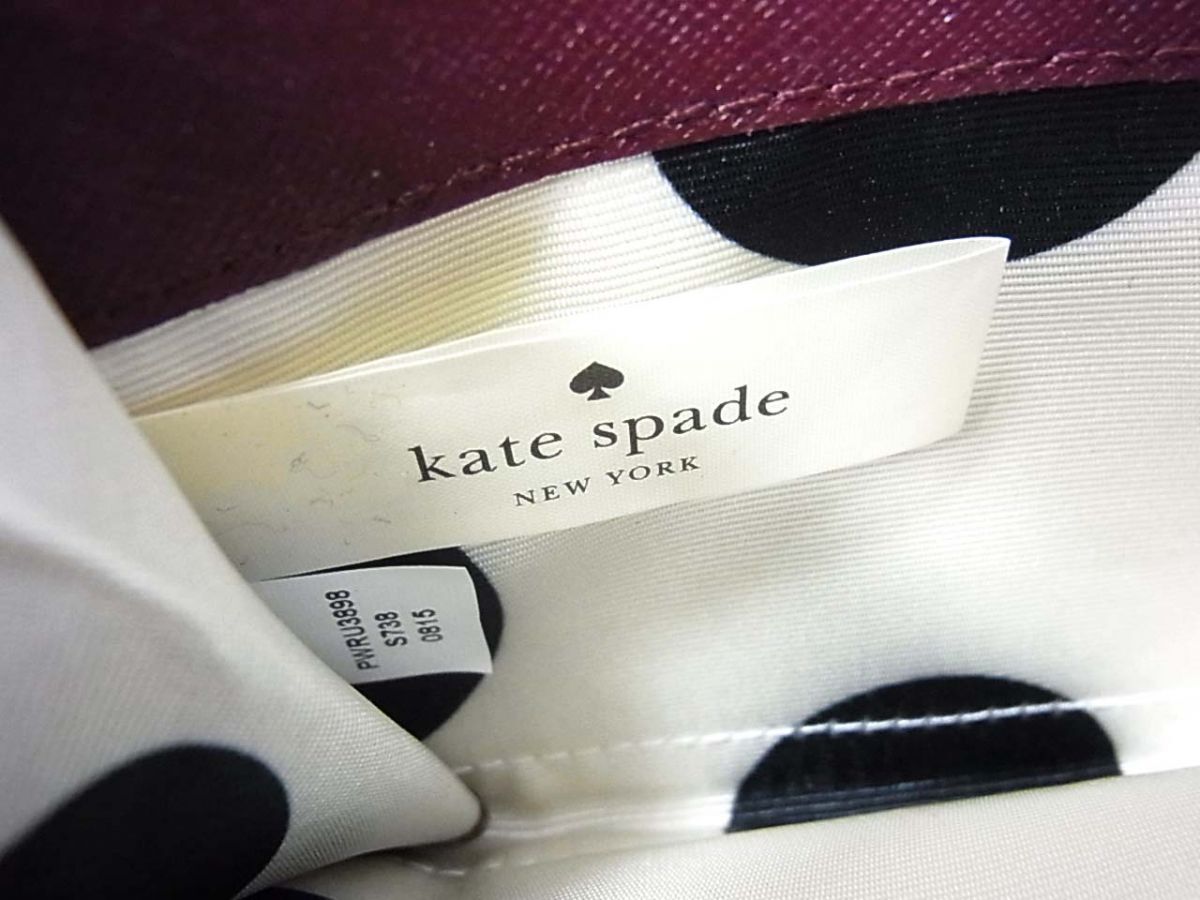 kate spade
NEW YORK
PWRU3898
S738
0815